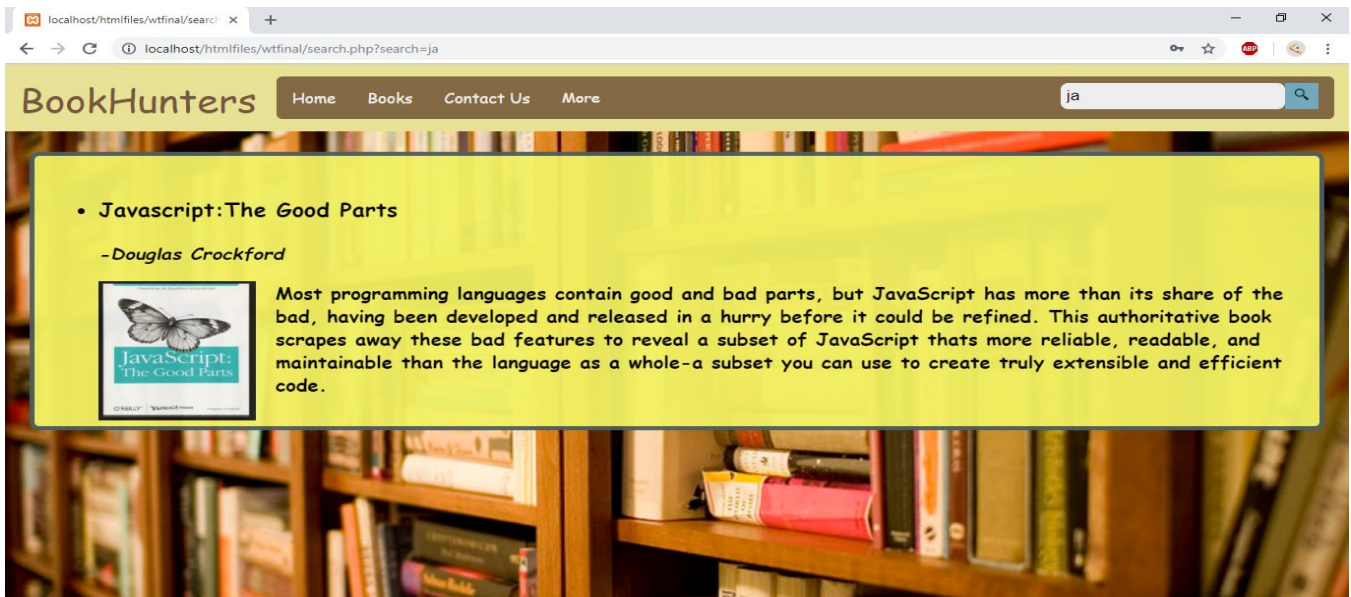 localhost/htmlfiles/wtfinal/search
localhost/htmlfiles/wtfinal/search.php?search=ja
ABP
BookHunters
Home Books Contact Us More
ja
• Javascript:The Good Parts
-Douglas Crockford
Most programming languages contain good and bad parts, but JavaScript has more than its share of the
bad, having been developed and released in a hurry before it could be refined. This authoritative book
scrapes away these bad features to reveal a subset of JavaScript thats more reliable, readable, and
maintainable than the language as a whole-a subset you can use to create truly extensible and efficient
code.
JavaScript:
The Good Parts
O'REILLY YAHOO! PRESS